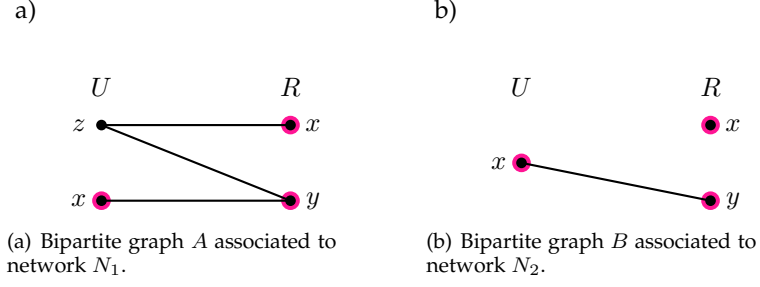 a)
b)
U R
z x
x y
(a) Bipartite graph A associated to
network N₁.
U R
x
x
y
(b) Bipartite graph B associated to
network N₂.